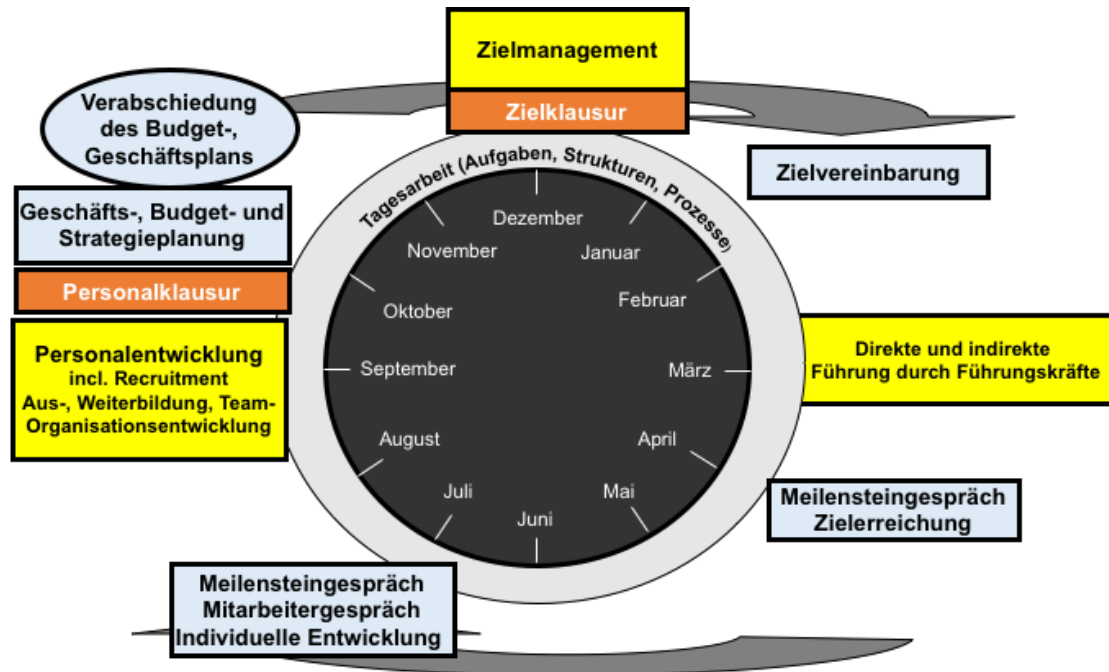 Zielmanagement
Zielklausur
Verabschiedung
des Budget-,
Geschäftsplans
Zielvereinbarung
Geschäfts-, Budget- und
Strategieplanung
Personalklausur
Personalentwicklung
incl. Recruitment
Aus-, Weiterbildung, Team-
Organisationsentwicklung
Tagesarbeit (Aufgaben, Strukturen, Prozesse)
Dezember
Januar
Februar
März
April
Mai
Juni
Juli
August
September
Oktober
November
Direkte und indirekte
Führung durch Führungskräfte
Meilensteingespräch
Zielerreichung
Meilensteingespräch
Mitarbeitergespräch
Individuelle Entwicklung